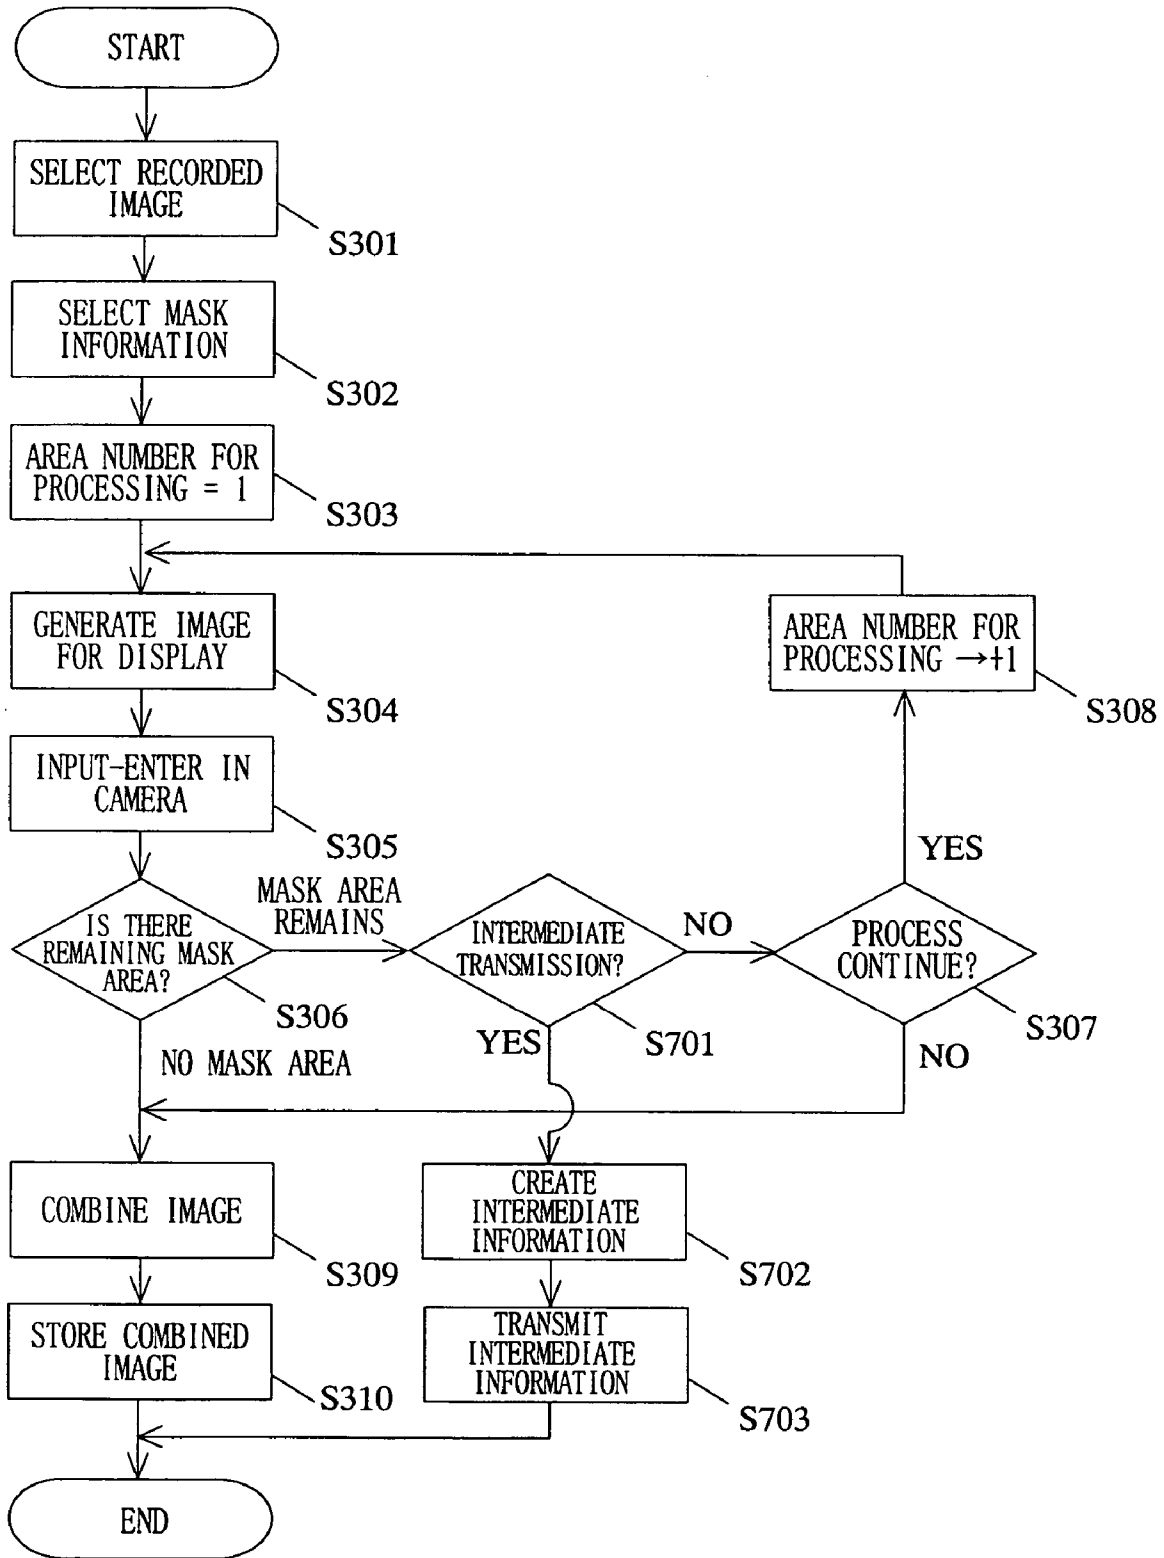 START
SELECT RECORDED
IMAGE
S301
SELECT MASK
INFORMATION
S302
AREA NUMBER FOR
PROCESSING = 1
S303
GENERATE IMAGE
FOR DISPLAY
S304
AREA NUMBER FOR
PROCESSING →+1
S308
INPUT-ENTER IN
CAMERA
S305
IS THERE
REMAINING MASK
AREA?
S306
MASK AREA
REMAINS
NO MASK AREA
INTERMEDIATE
TRANSMISSION?
S701
NO
YES
PROCESS
CONTINUE?
S307
YES
NO
COMBINE IMAGE
S309
CREATE
INTERMEDIATE
INFORMATION
S702
STORE COMBINED
IMAGE
S310
TRANSMIT
INTERMEDIATE
INFORMATION
S703
END